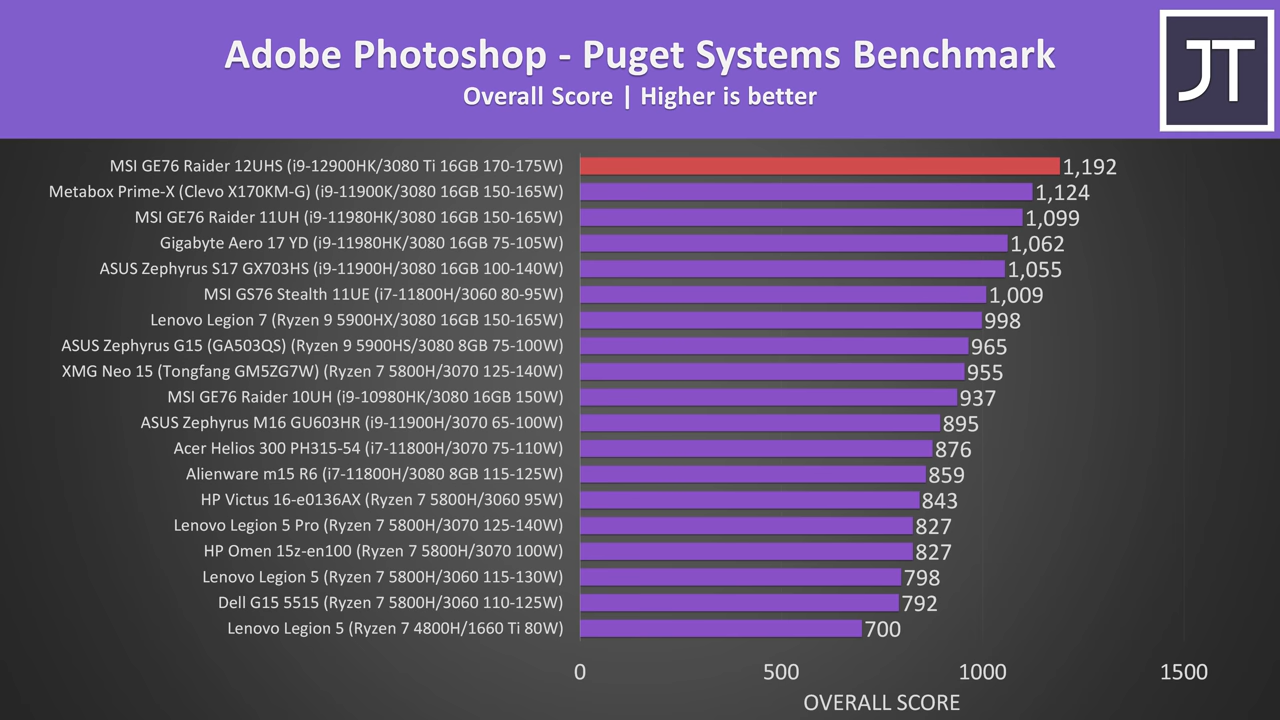 Adobe Photoshop - Puget Systems Benchmark
Overall Score | Higher is better
JT
MSI GE76 Raider 12UHS (i9-12900HK/3080 Ti 16GB 170-175W) 1,192
Metabox Prime-X (Clevo X170KM-G) (i9-11900K/3080 16GB 150-165W) 1,124
MSI GE76 Raider 11UH (i9-11980HK/3080 16GB 150-165W) 1,099
Gigabyte Aero 17 YD (i9-11980HK/3080 16GB 75-105W) 1,062
ASUS Zephyrus S17 GX703HS (i9-11900H/3080 16GB 100-140W) 1,055
MSI GS76 Stealth 11UE (i7-11800H/3060 80-95W) 1,009
Lenovo Legion 7 (Ryzen 9 5900HX/3080 16GB 150-165W) 998
ASUS Zephyrus G15 (GA503QS) (Ryzen 9 5900HS/3080 8GB 75-100W) 965
XMG Neo 15 (Tongfang GM5ZG7W) (Ryzen 7 5800H/3070 125-140W) 955
MSI GE76 Raider 10UH (i9-10980HK/3080 16GB 150W) 937
ASUS Zephyrus M16 GU603HR (i9-11900H/3070 65-100W) 895
Acer Helios 300 PH315-54 (i7-11800H/3070 75-110W) 876
Alienware m15 R6 (i7-11800H/3080 8GB 115-125W) 859
HP Victus 16-e0136AX (Ryzen 7 5800H/3060 95W) 843
Lenovo Legion 5 Pro (Ryzen 7 5800H/3070 125-140W) 827
HP Omen 15z-en100 (Ryzen 7 5800H/3070 100W) 827
Lenovo Legion 5 (Ryzen 7 5800H/3060 115-130W) 798
Dell G15 5515 (Ryzen 7 5800H/3060 110-125W) 792
Lenovo Legion 5 (Ryzen 7 4800H/1660 Ti 80W) 700
0 500 1000 1500
OVERALL SCORE